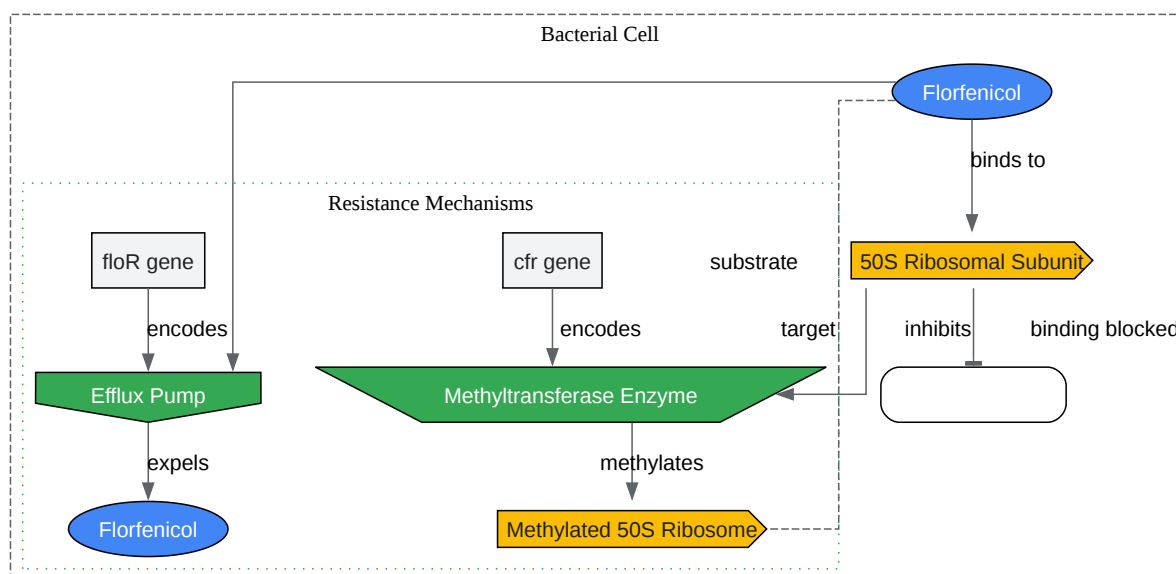 Bacterial Cell
Florfenicol
binds to
Resistance Mechanisms
floR gene
cfr gene
substrate
50S Ribosomal Subunit
encodes
encodes
target
inhibits
binding blocked
Efflux Pump
Methyltransferase Enzyme
expels
methylates
Florfenicol
Methylated 50S Ribosome